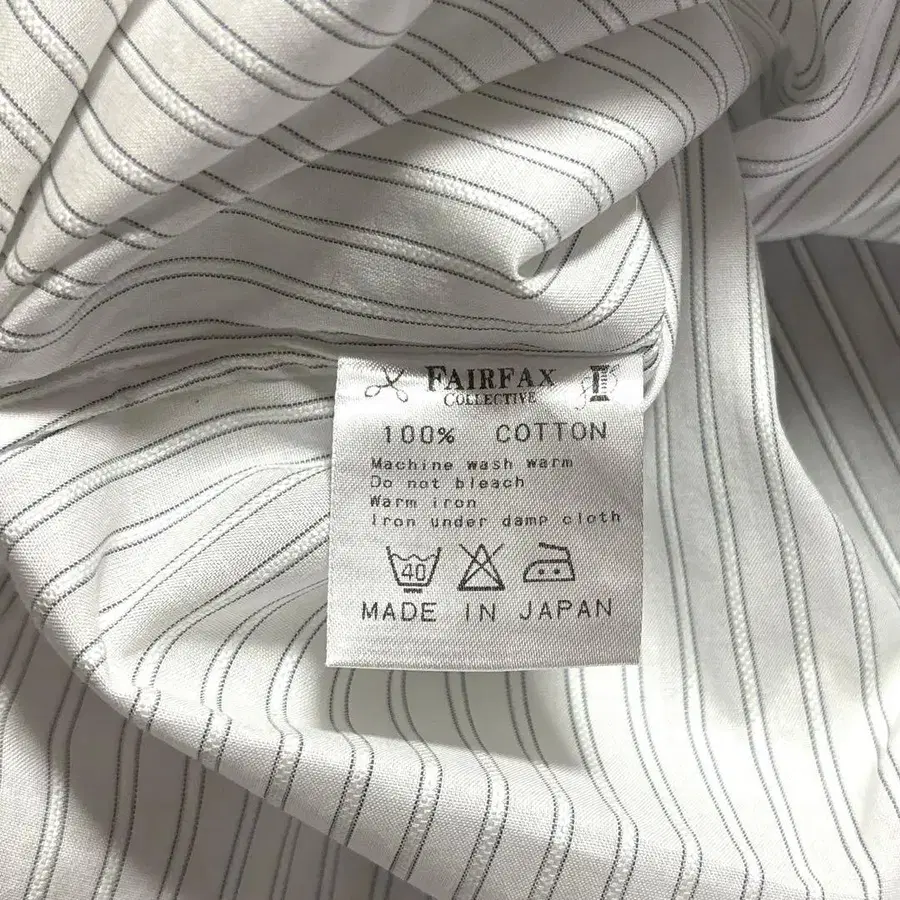 FAIRFAX
COLLECTIVE
100% COTTON
Machine wash warm
Do not bleach
Warm iron
Iron under damp cloth
40
MADE IN JAPAN